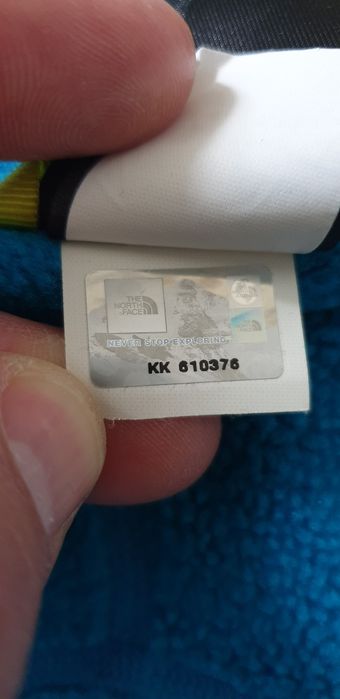 THE
NORTH
FACE
NEVER STOP EXPLORING.
KK 610376